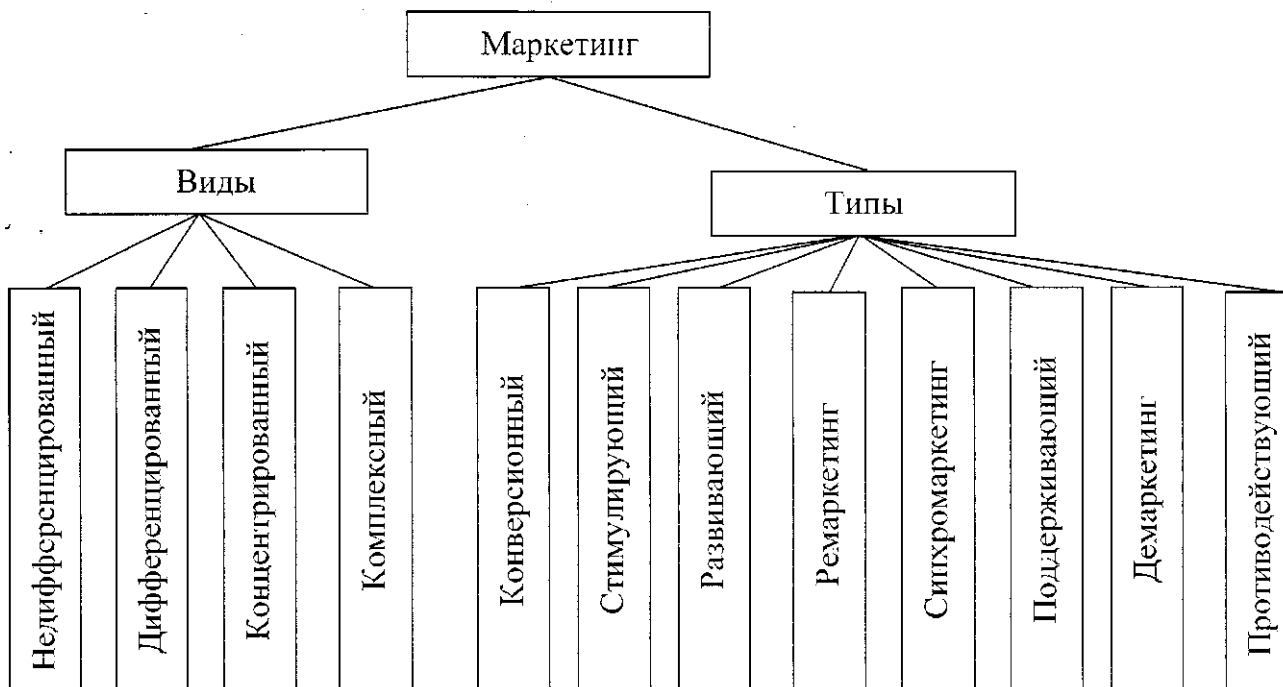 Маркетинг
Виды
Типы
Недифференцированный
Дифференцированный
Концентрированный
Комплексный
Конверсионный
Стимулирующий
Развивающий
Ремаркетинг
Синхромаркетинг
Поддерживающий
Демаркетинг
Противодействующий